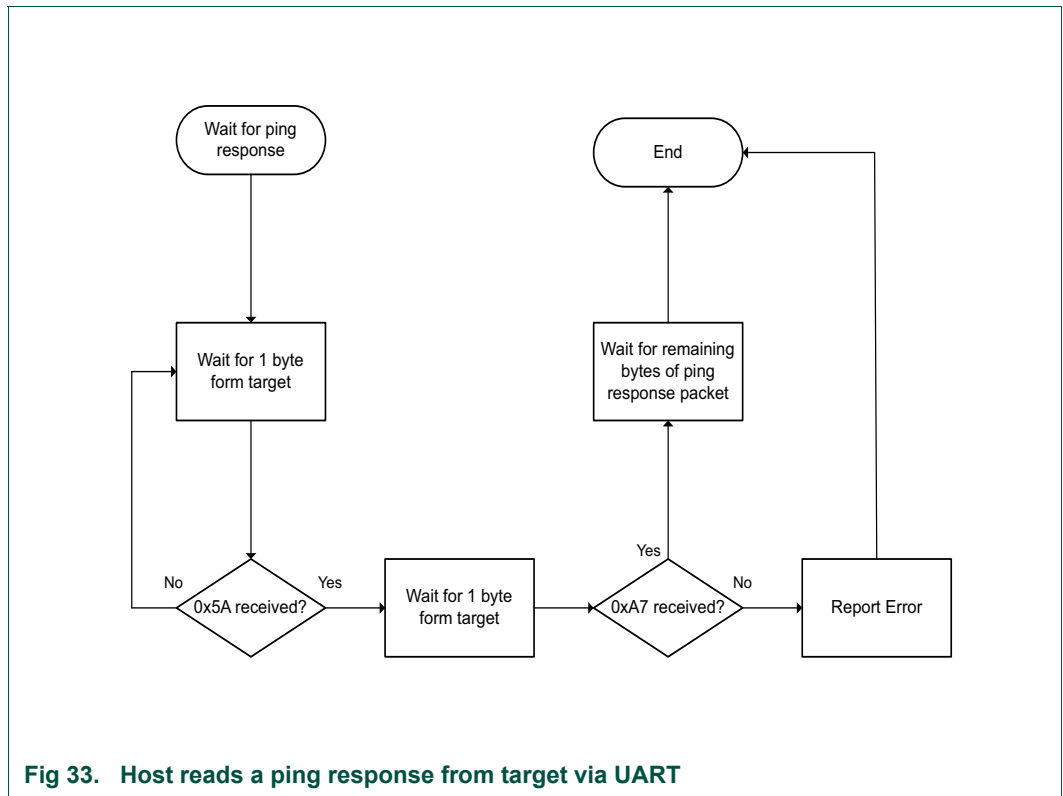 Wait for ping
response
End
Wait for 1 byte
form target
Wait for remaining
bytes of ping
response packet
No
0x5A received?
Yes
Wait for 1 byte
form target
Yes
0xA7 received?
No
Report Error
Fig 33. Host reads a ping response from target via UART